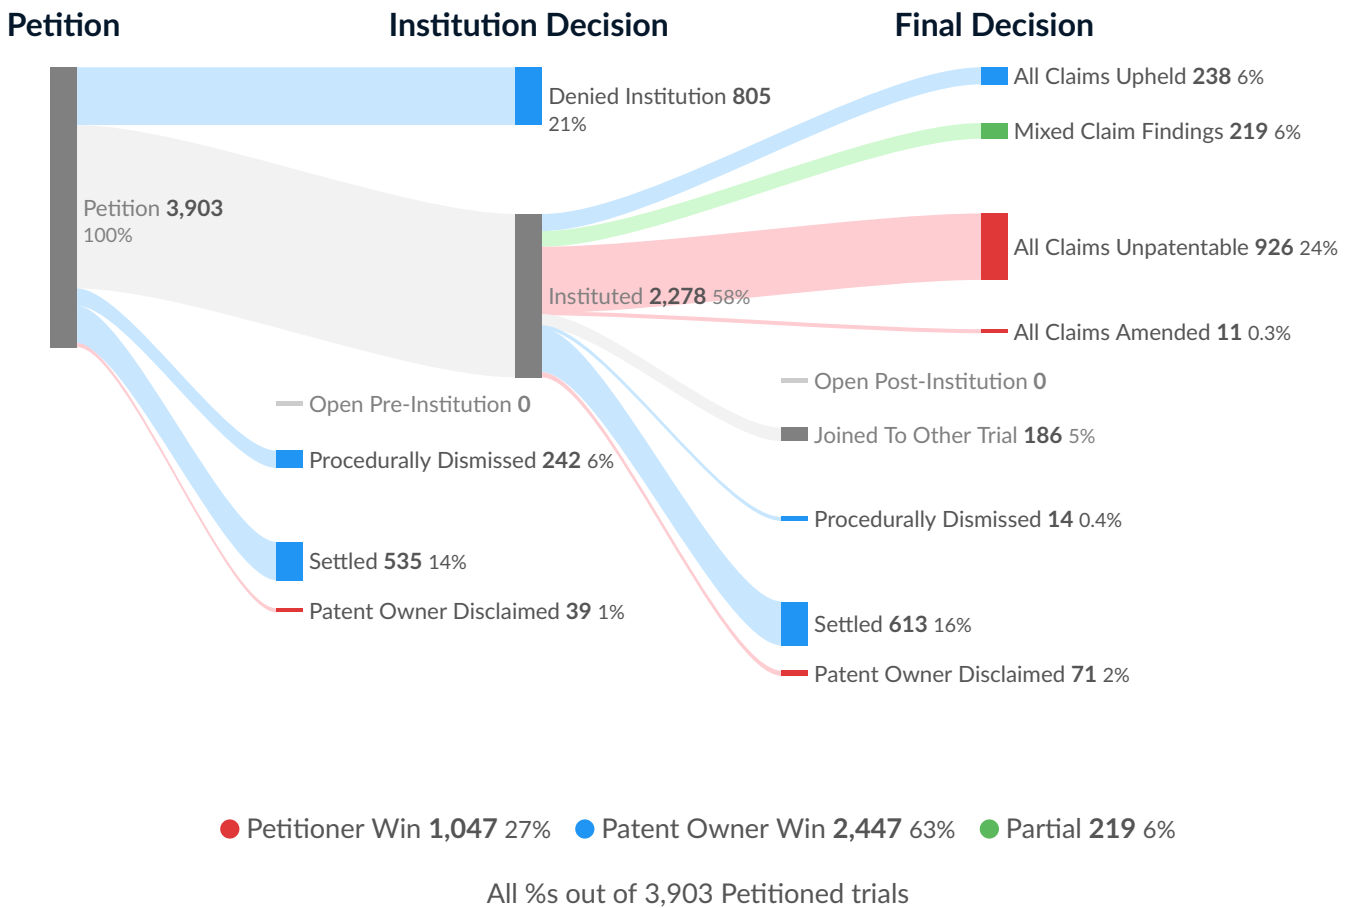 Petition
Institution Decision
Final Decision
Denied Institution 805
21%
Petition 3,903
100%
Instituted 2,278 58%
All Claims Upheld 238 6%
Mixed Claim Findings 219 6%
All Claims Unpatentable 926 24%
All Claims Amended 11 0.3%
Open Pre-Institution 0
Procedurally Dismissed 242 6%
Settled 535 14%
Patent Owner Disclaimed 39 1%
Open Post-Institution 0
Joined To Other Trial 186 5%
Procedurally Dismissed 14 0.4%
Settled 613 16%
Patent Owner Disclaimed 71 2%
Petitioner Win 1,047 27%
Patent Owner Win 2,447 63%
Partial 219 6%
All %s out of 3,903 Petitioned trials